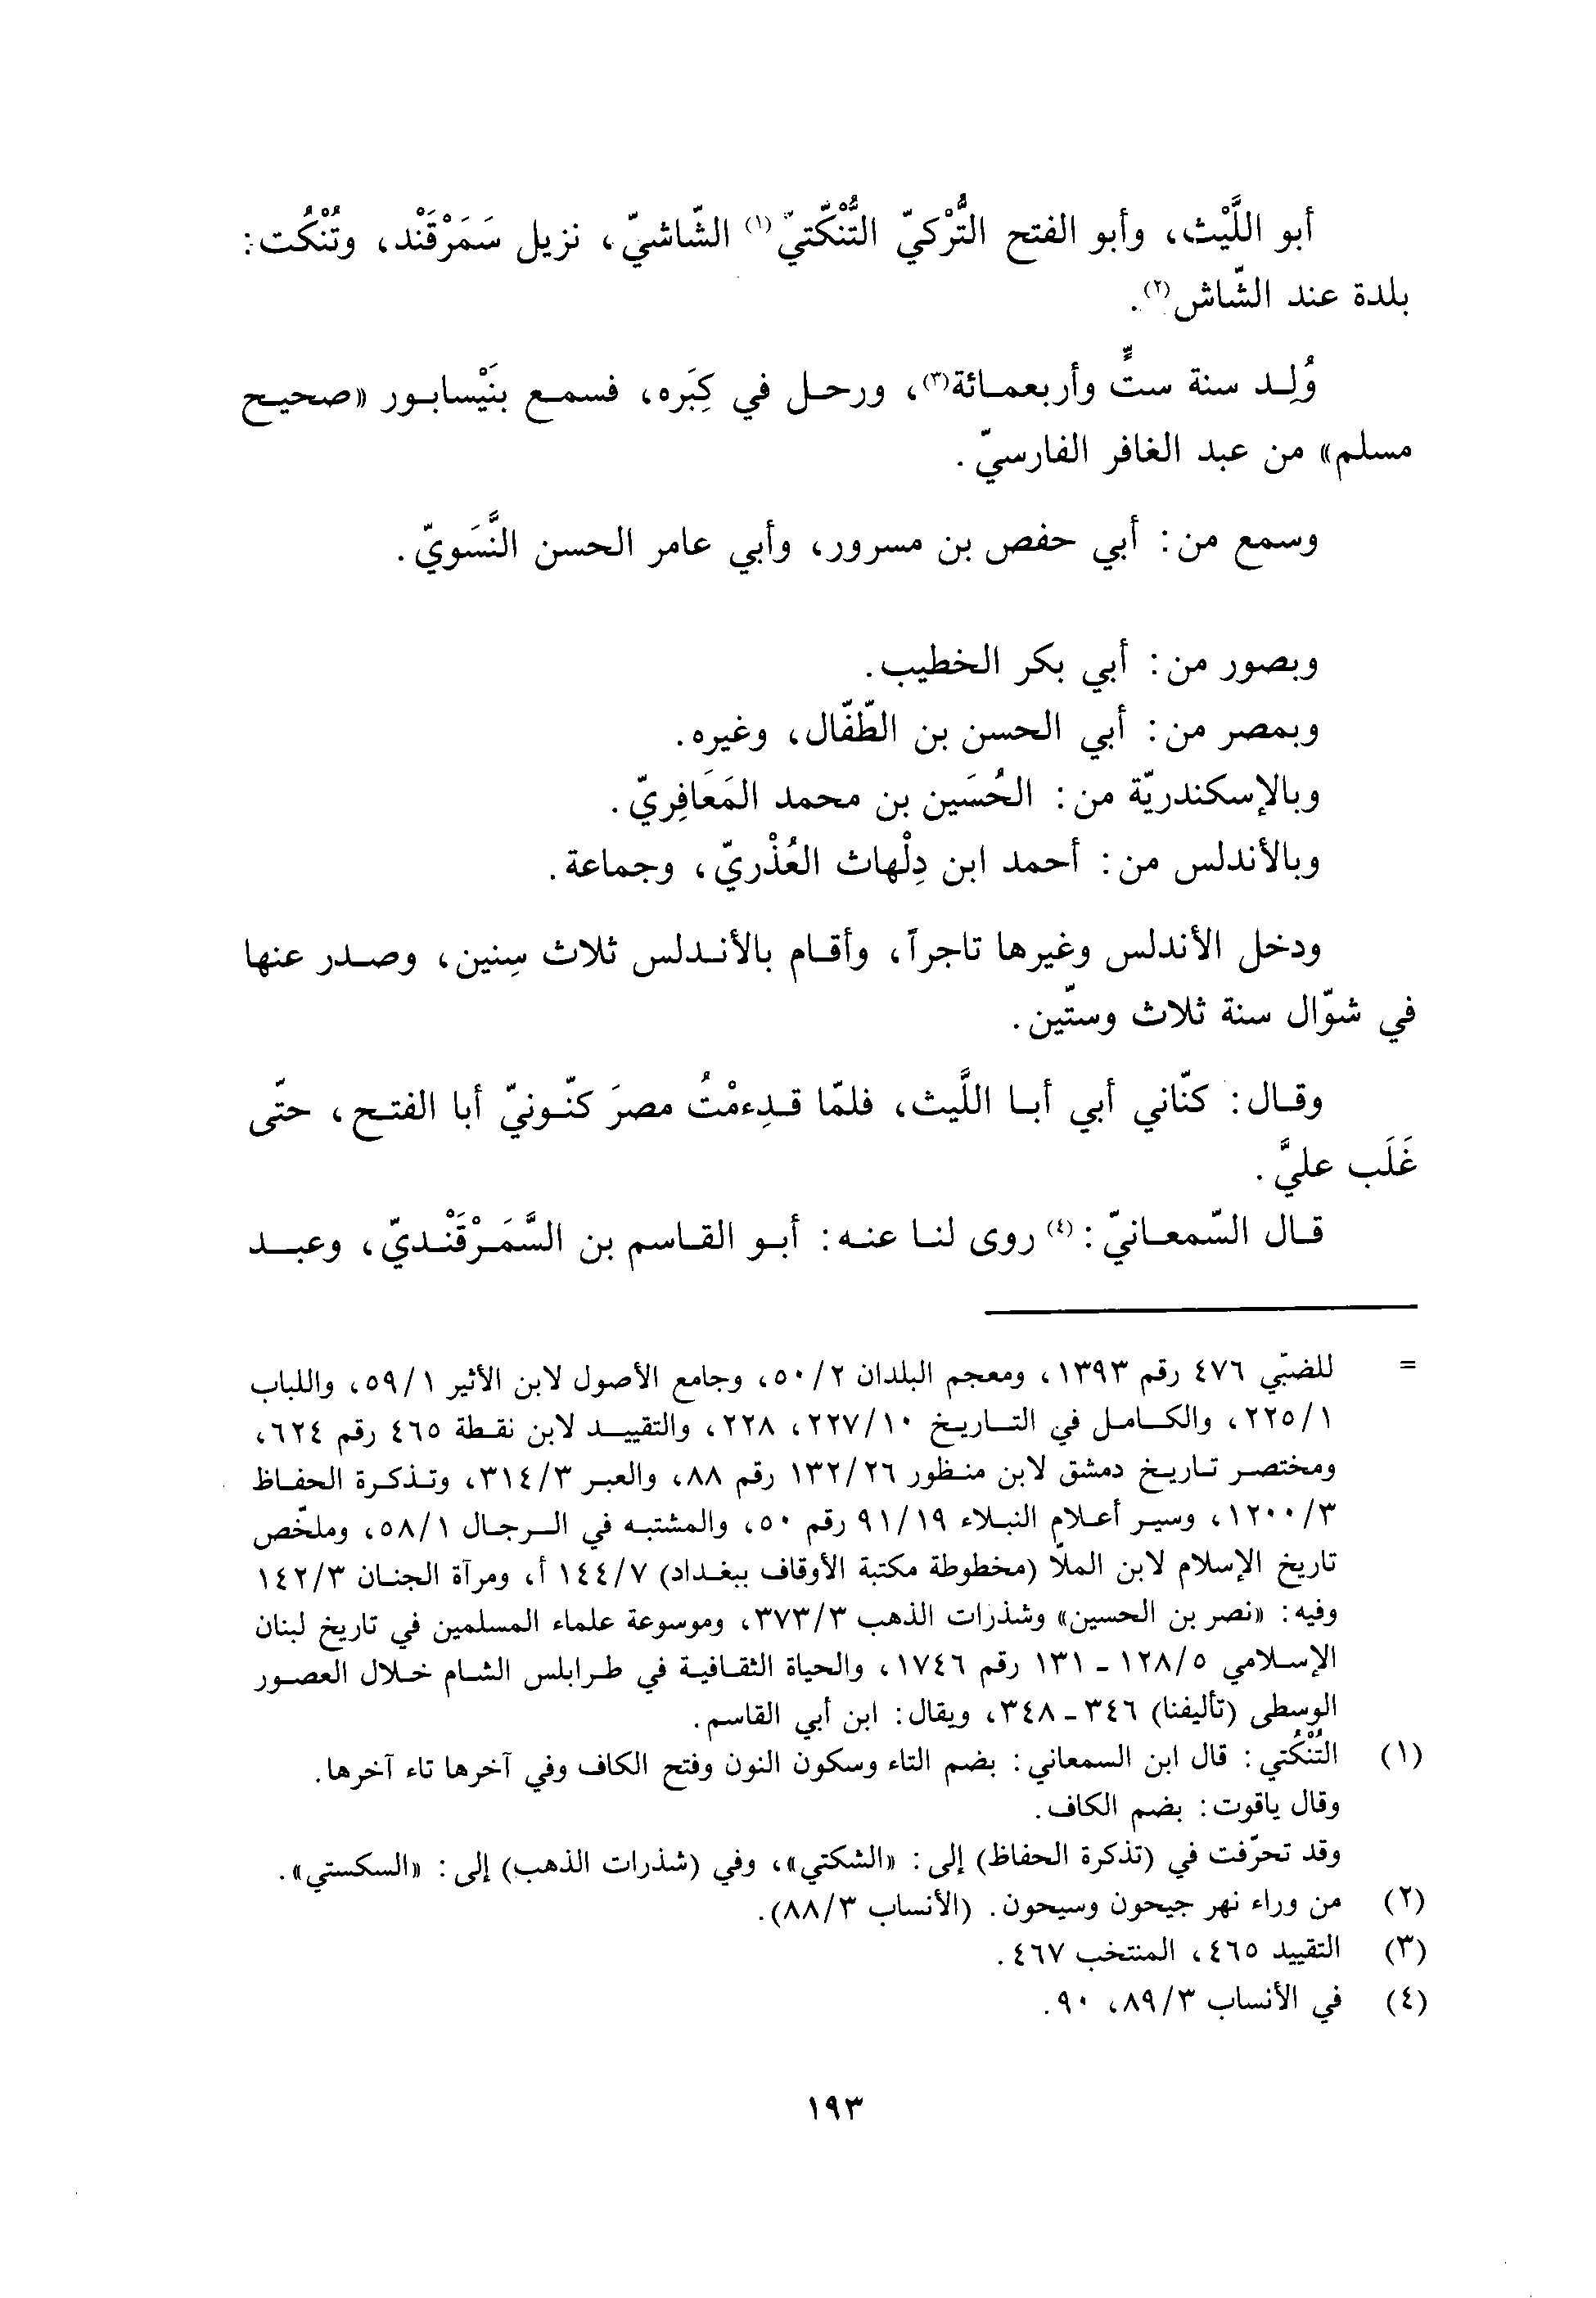 أبو اللَّيْث، وأبو الفتح التُّرْكيّ التُّنْكّتيّ(١) الشّاشيّ، نزيل سَمَرْقَنْد، وتُنْكُت:
بلدة عند الشّاش(٢).
وُلِد سنة ستٍّ وأربعمائة(٣)، ورحل في كِبَره، فسمع بنَيْسابور «صحيح
مسلم» من عبد الغافر الفارسيّ.
وسمع من: أبي حفص بن مسرور، وأبي عامر الحسن النَّسَويّ.
وبصور من: أبي بكر الخطيب.
وبمصر من: أبي الحسن بن الطّفّال، وغيره.
وبالإسكندريّة من: الحُسَين بن محمد المَعَافِريّ.
وبالأندلس من: أحمد ابن دِلْهاث العُذْريّ، وجماعة.
ودخل الأندلس وغيرها تاجراً، وأقام بالأندلس ثلاث سِنين، وصدر عنها
في شوّال سنة ثلاث وستّين.
وقال: كنّاني أبي أبا اللَّيث، فلمّا قدِءمْتُ مصرَ كنّونيّ أبا الفتح، حتّى
غَلَب عليَّ.
قال السّمعانيّ:(٤) روى لنا عنه: أبو القاسم بن السَّمَرْقَنْديّ، وعبد
= للضبّي ٤٧٦ رقم ١٣٩٣، ومعجم البلدان ٥٠/٢، وجامع الأصول لابن الأثير ٥٩/١، واللباب
٢٢٥/١، والكامل في التاريخ ٢٢٧/١٠، ٢٢٨، والتقييد لابن نقطة ٤٦٥ رقم ٦٢٤،
ومختصر تاريخ دمشق لابن منظور ١٣٢/٢٦ رقم ٨٨، والعبر ٣١٤/٣، وتذكرة الحفاظ
١٢٠٠/٣، وسير أعلام النبلاء ٩١/١٩ رقم ٥٠، والمشتبه في الرجال ٥٨/١، وملخّص
تاريخ الإسلام لابن الملّا (مخطوطة مكتبة الأوقاف ببغداد) ١٤٤/٧ أ، ومرآة الجنان ١٤٢/٣
وفيه: «نصر بن الحسين» وشذرات الذهب ٣٧٣/٣، وموسوعة علماء المسلمين في تاريخ لبنان
الإسلامي ١٢٨/٥ - ١٣١ رقم ١٧٤٦، والحياة الثقافية في طرابلس الشام خلال العصور
الوسطى (تأليفنا) ٣٤٦ - ٣٤٨، ويقال: ابن أبي القاسم.
(١) التُنْكُتي: قال ابن السمعاني: بضم التاء وسكون النون وفتح الكاف وفي آخرها تاء آخرها.
وقال ياقوت: بضم الكاف.
وقد تحرّفت في (تذكرة الحفاظ) إلى: «الشكتي»، وفي (شذرات الذهب) إلى: «السكستي».
(٢) من وراء نهر جيحون وسيحون. (الأنساب ٨٨/٣).
(٣) التقييد ٤٦٥، المنتخب ٤٦٧.
(٤) في الأنساب ٨٩/٣، ٩٠.
١٩٣